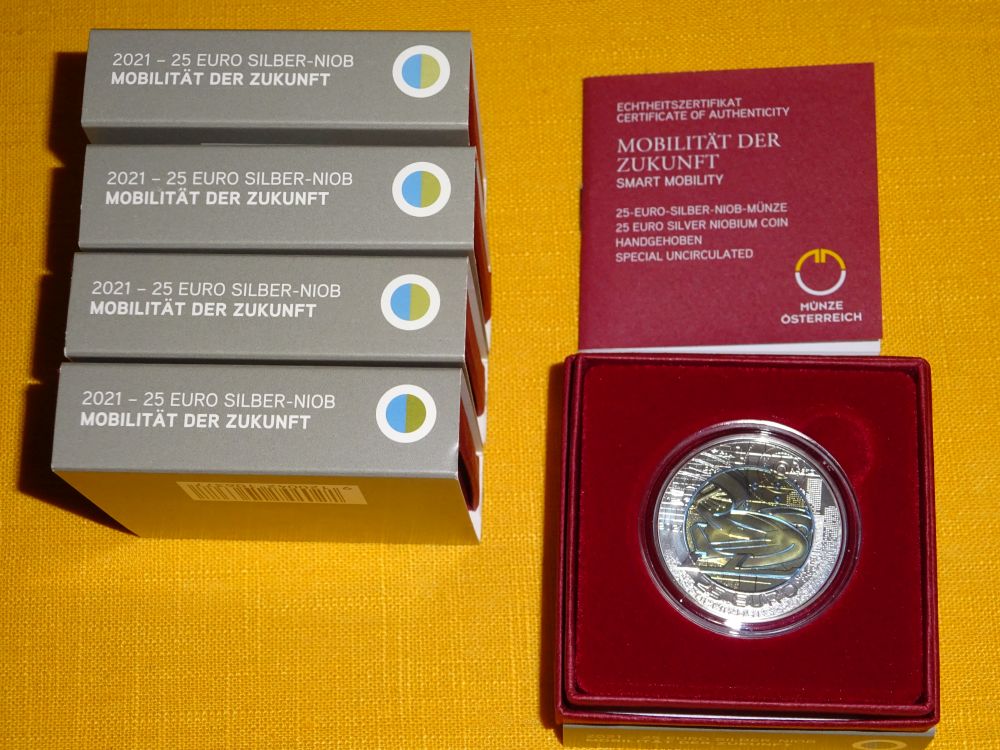 2021 – 25 EURO SILBER-NIOB
MOBILITÄT DER ZUKUNFT
2021 – 25 EURO SILBER-NIOB
MOBILITÄT DER ZUKUNFT
2021 – 25 EURO SILBER-NIOB
MOBILITÄT DER ZUKUNFT
2021 – 25 EURO SILBER-NIOB
MOBILITÄT DER ZUKUNFT
ECHTHEITSZERTIFIKAT
CERTIFICATE OF AUTHENTICITY
MOBILITÄT DER
ZUKUNFT
SMART MOBILITY
25-EURO-SILBER-NIOB-MÜNZE
25 EURO SILVER NIOBIUM COIN
HANDGEHOBEN
SPECIAL UNCIRCULATED
MÜNZE
ÖSTERREICH
25 EURO